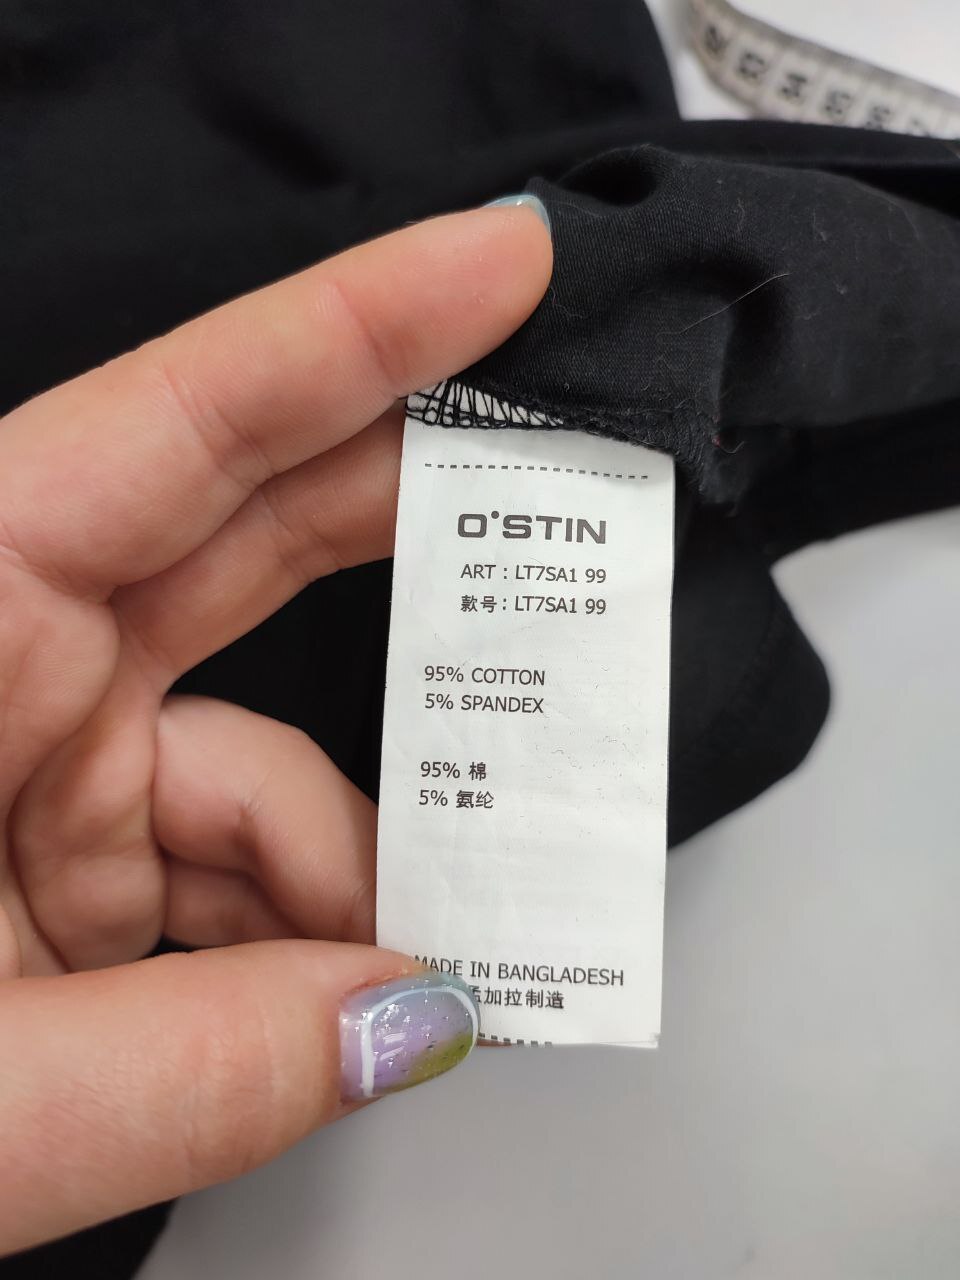 O'STIN
ART : LT7SA1 99
款号: LT7SA1 99
95% COTTON
5% SPANDEX
95% 棉
5% 氨纶
MADE IN BANGLADESH
孟加拉制造